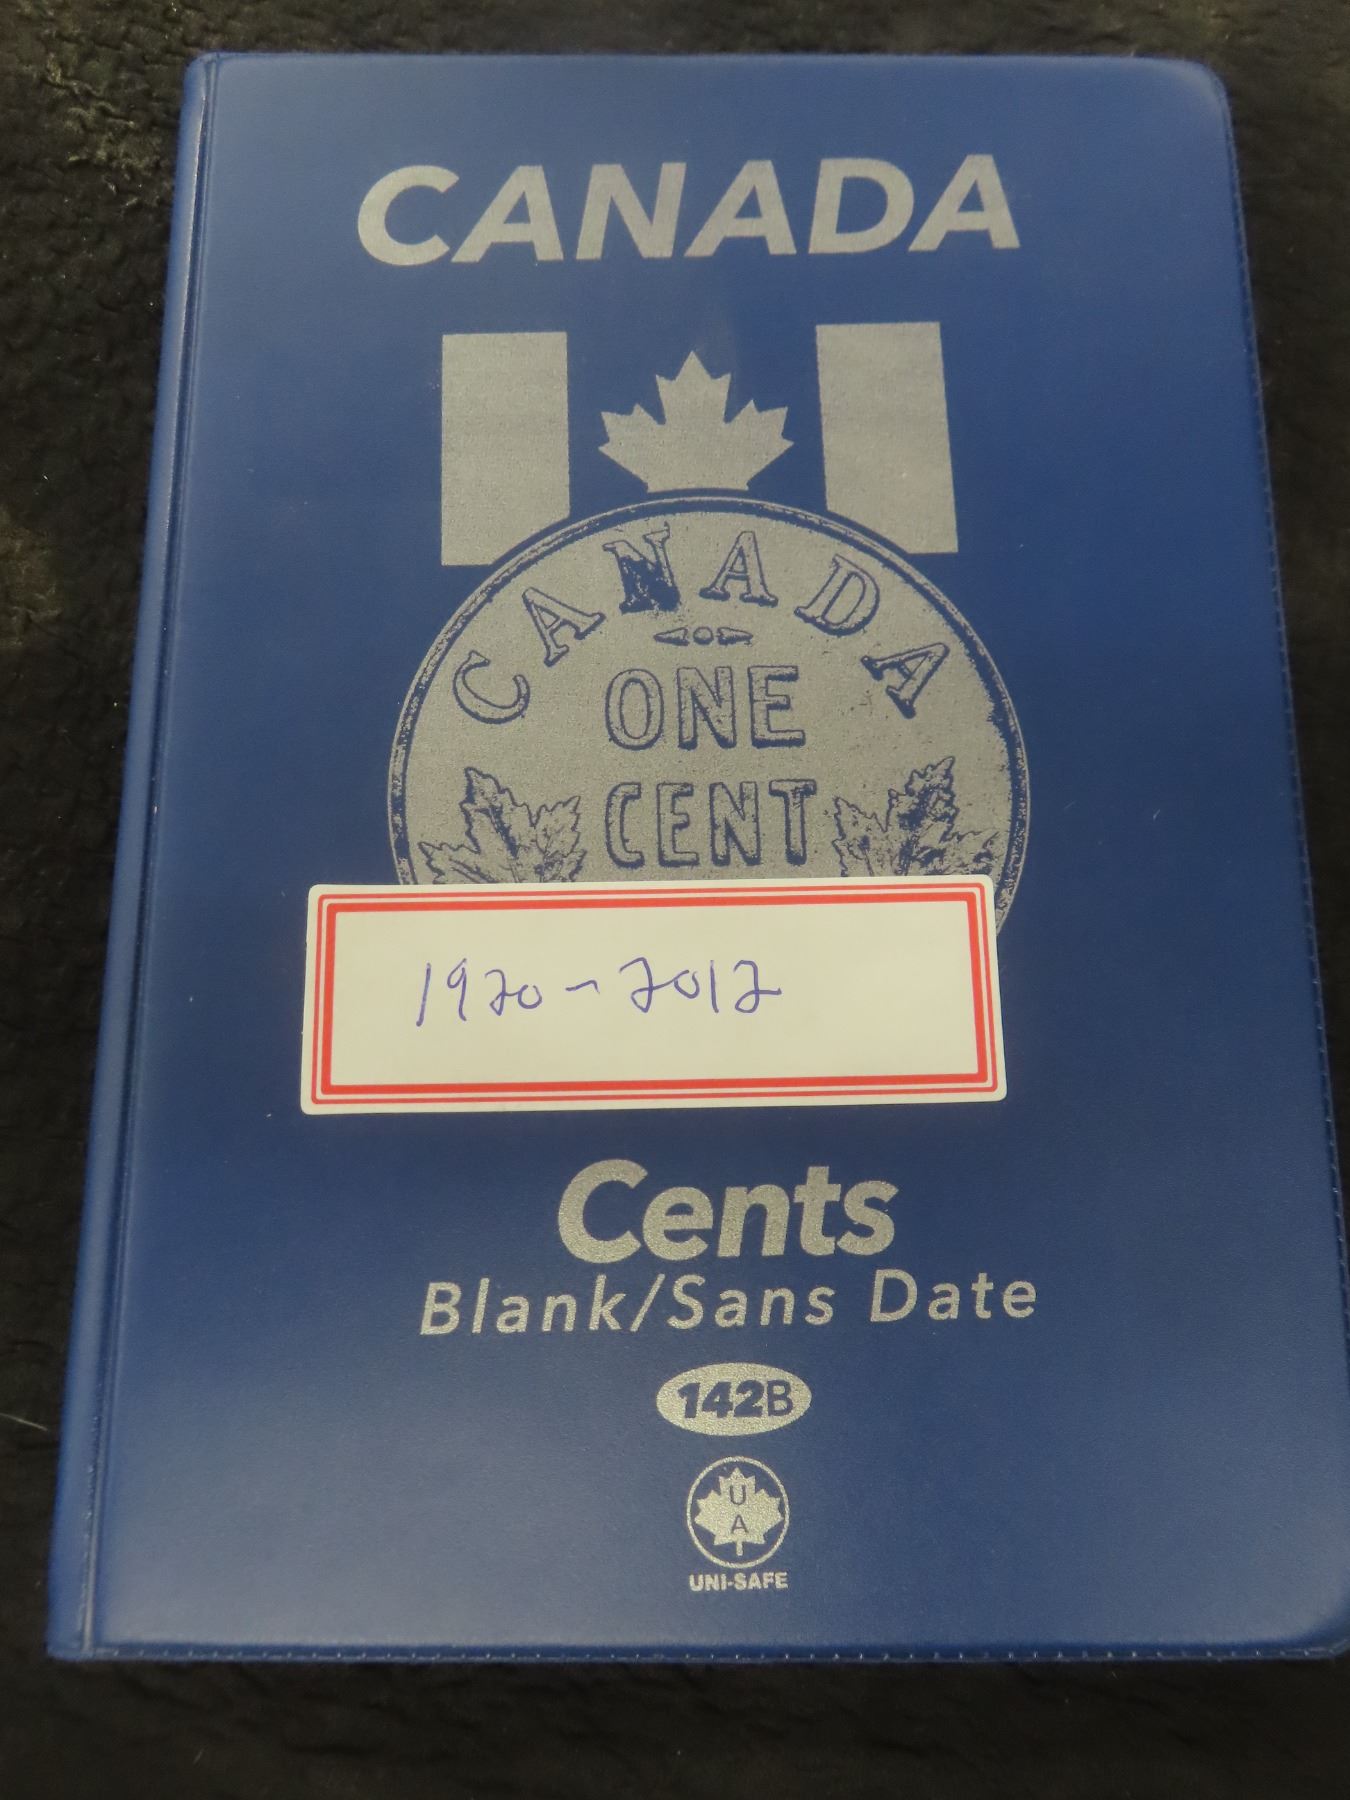 CANADA
CANADA
ONE
CENT
1920-2012
Cents
Blank/Sans Date
142B
U
A
UNI-SAFE